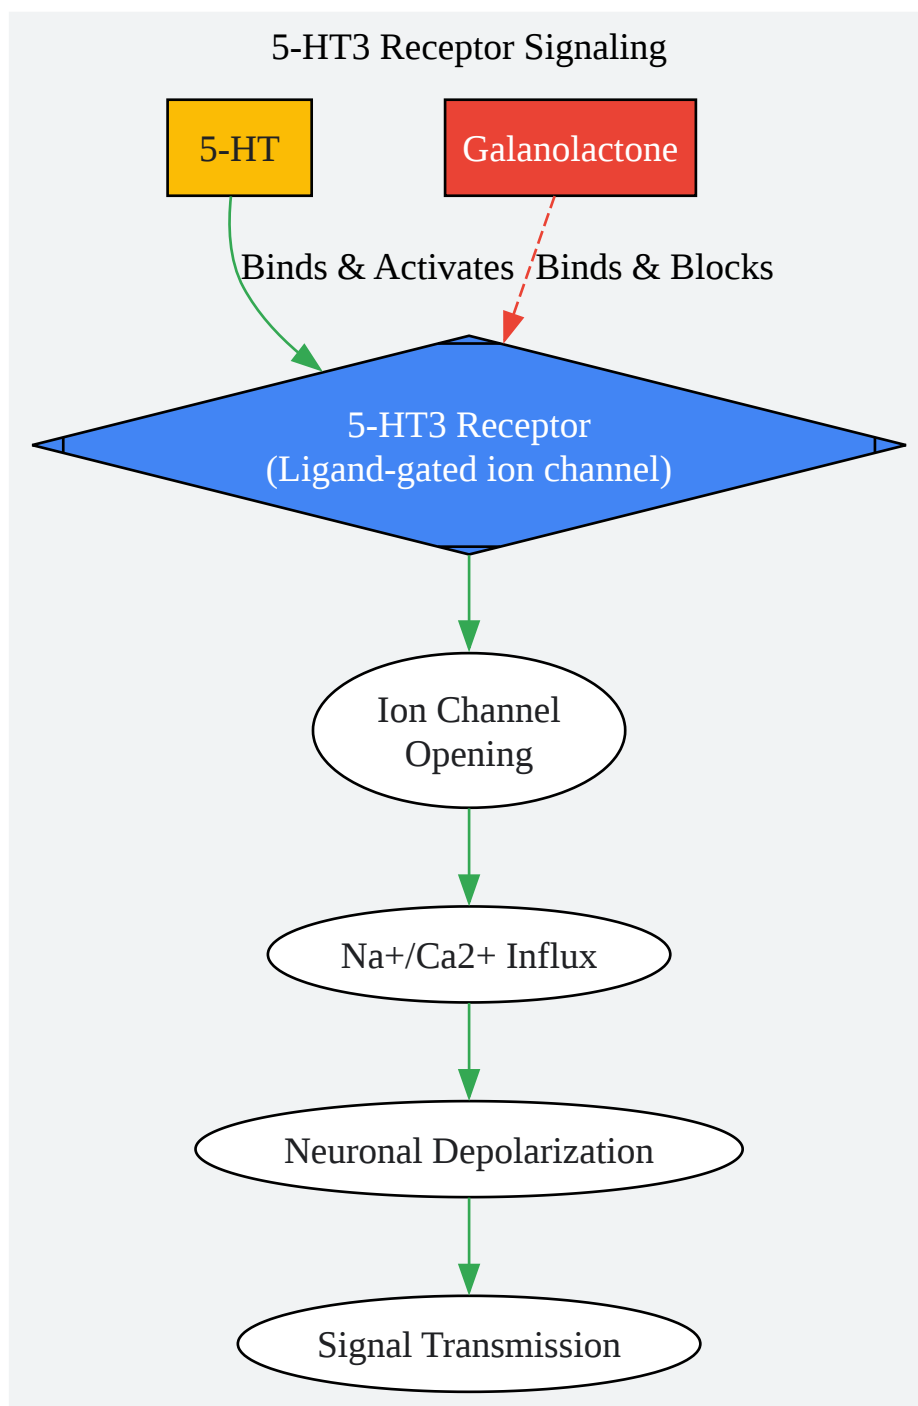 5-HT3 Receptor Signaling
5-HT
Galanolactone
Binds & Activates
Binds & Blocks
5-HT3 Receptor
(Ligand-gated ion channel)
Ion Channel
Opening
Na+/Ca2+ Influx
Neuronal Depolarization
Signal Transmission